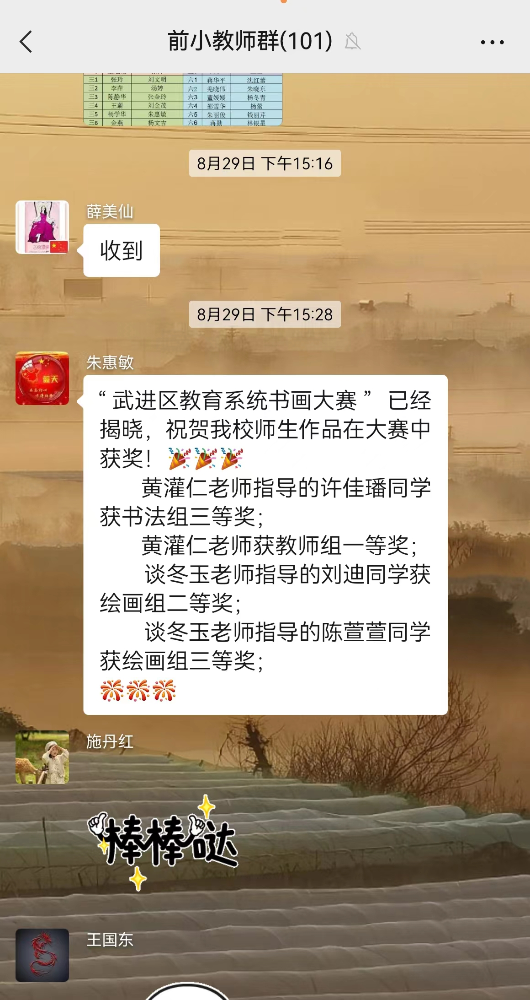 前小教师群(101)
三1 张玲 刘文明 六1 蒋华平 沈红蕾
三2 李萍 汤婷 六2 羌晓伟 朱晓东
三3 陈静华 张金玲 六3 董媛媛 杨冬青
三4 王蔚 刘金茂 六4 邵雪华 杨蕾
三5 杨学华 朱惠敏 六5 朱丽俊 钱丽芹
三6 金燕 杨文吉 六6 蒋勤 林银星
8月29日 下午15:16
薛美仙
收到
8月29日 下午15:28
朱惠敏
蓝天
“武进区教育系统书画大赛” 已经
揭晓，祝贺我校师生作品在大赛中
获奖！🎉🎉🎉
黄灌仁老师指导的许佳璠同学
获书法组三等奖；
黄灌仁老师获教师组一等奖；
谈冬玉老师指导的刘迪同学获
绘画组二等奖；
谈冬玉老师指导的陈萱萱同学
获绘画组三等奖；
施丹红
棒棒哒
王国东